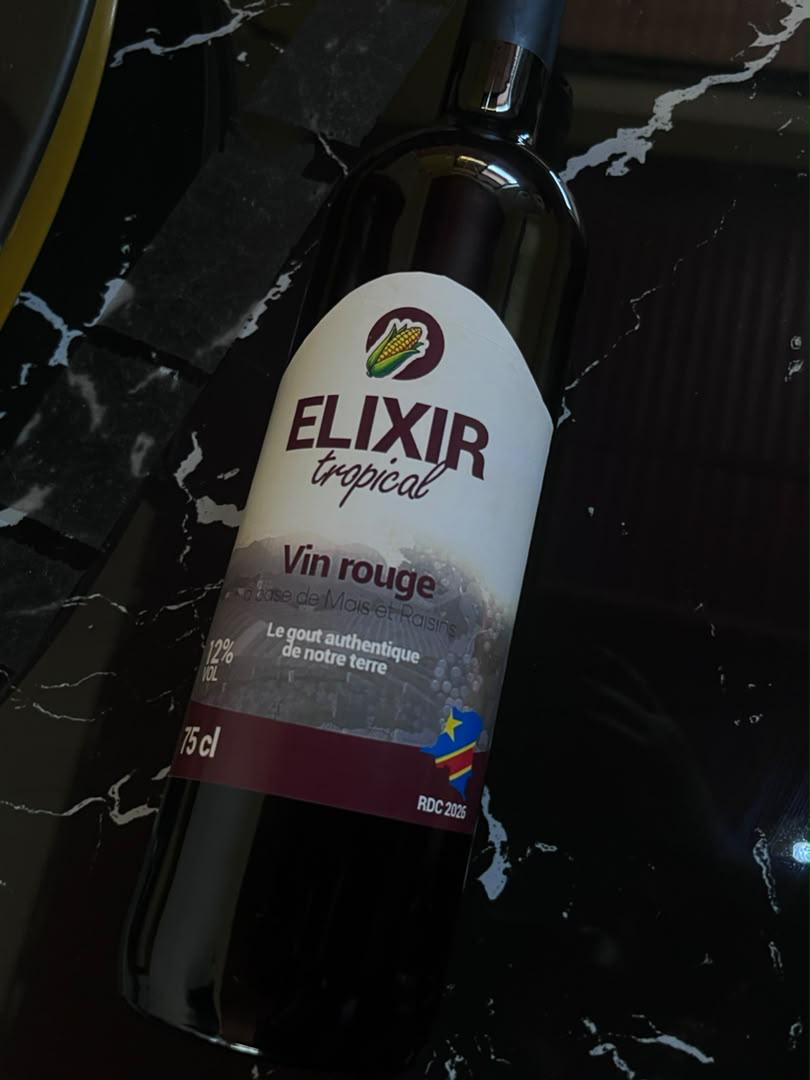 ELIXIR
tropical
Vin rouge
à base de Maïs et Raisins
Le gout authentique
de notre terre
12%
VOL
75 cl
RDC 2026